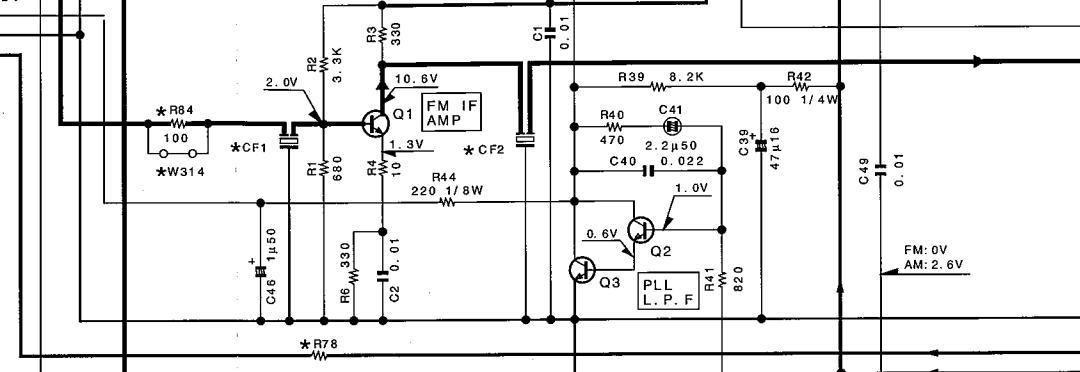 R3
330
C1
0.01
R2
3.3K
2.0V
10.6V
Q1
FM IF
AMP
*R84
100
*W314
*CF1
*CF2
1.3V
R1
680
R4
10
R44
220 1/8W
R39 8.2K
R42
100 1/4W
R40
470
C41
2.2μ50
C40 0.022
C39
+
47μ16
C49
0.01
1.0V
0.6V
Q2
Q3
PLL
L.P.F
R41
820
FM:0V
AM:2.6V
+
C46
1μ50
R6
330
C2
0.01
*R78